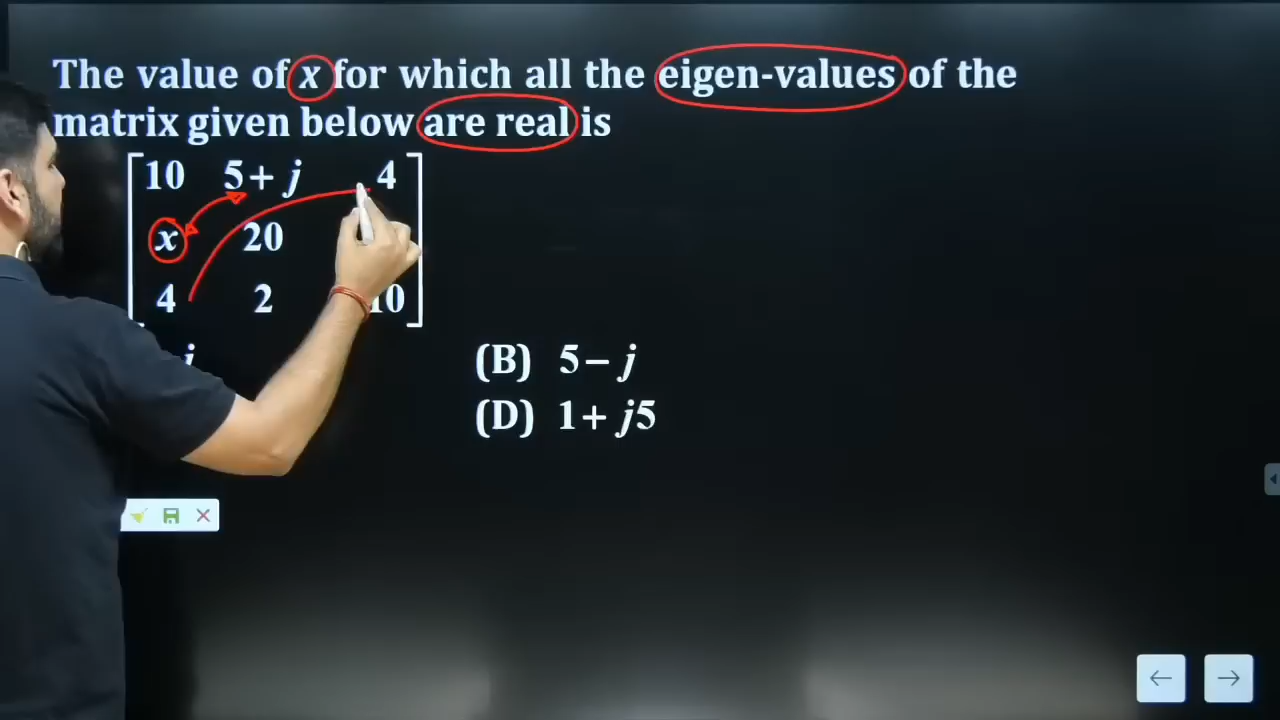 The value of x for which all the eigen-values of the
matrix given below are real is
10 5+ j 4
x 20
4 2 10
j
(B) 5− j
(D) 1+ j5